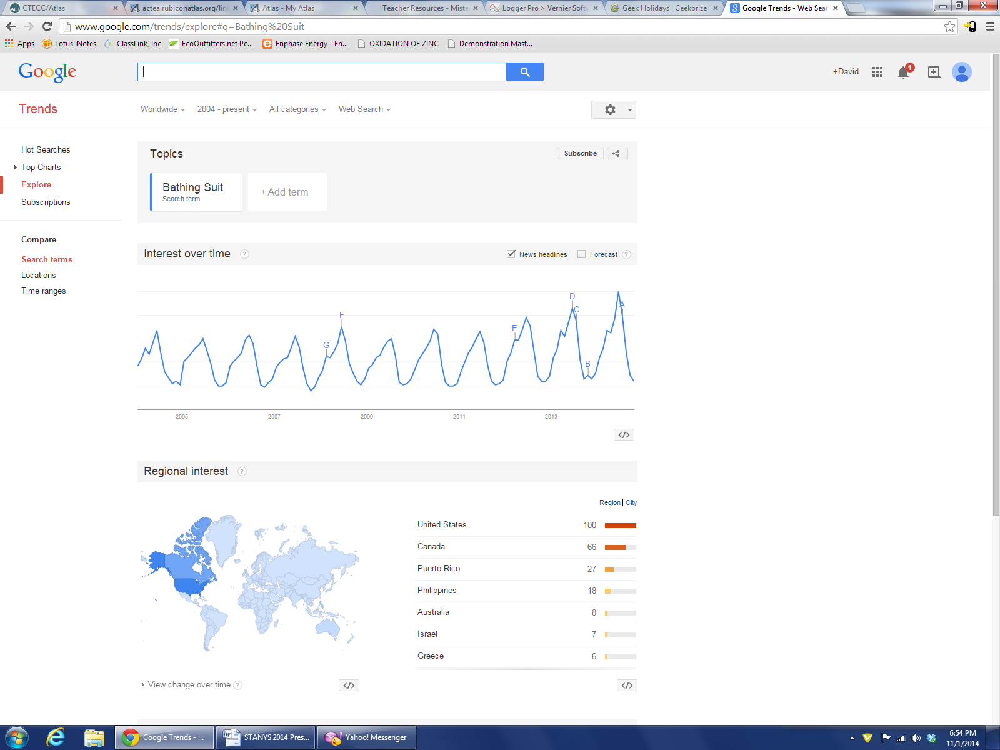 CTECC/Atlas
actea.rubiconatlas.org/lin
Atlas - My Atlas
Teacher Resources - Miste
Logger Pro > Vernier Softw
Geek Holidays | Geekorize
Google Trends - Web Sear
www.google.com/trends/explore#q=Bathing%20Suit
Apps Lotus iNotes ClassLink, Inc EcoOutfitters.net Pe... Enphase Energy - En... OXIDATION OF ZINC Demonstration Mast...
Google +David 1
Trends Worldwide 2004 - present All categories Web Search
Hot Searches
Top Charts
Explore
Subscriptions
Compare
Search terms
Locations
Time ranges
Topics Subscribe
Bathing Suit
Search term
+Add term
Interest over time ? News headlines Forecast ?
G F E D C B A
2005 2007 2009 2011 2013
</>
Regional interest ?
Region | City
United States 100
Canada 66
Puerto Rico 27
Philippines 18
Australia 8
Israel 7
Greece 6
View change over time ? </> </>
Google Trends - ... STANYS 2014 Pres... Yahoo! Messenger
6:54 PM
11/1/2014